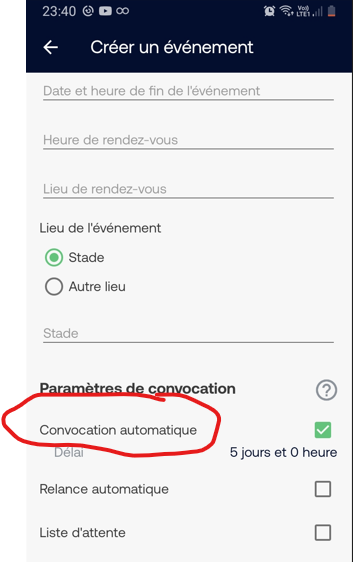 23:40
Vo)) LTE1
Créer un événement
Date et heure de fin de l'événement
Heure de rendez-vous
Lieu de rendez-vous
Lieu de l'événement
Stade
Autre lieu
Stade
Paramètres de convocation ?
Convocation automatique
Délai 5 jours et 0 heure
Relance automatique
Liste d'attente